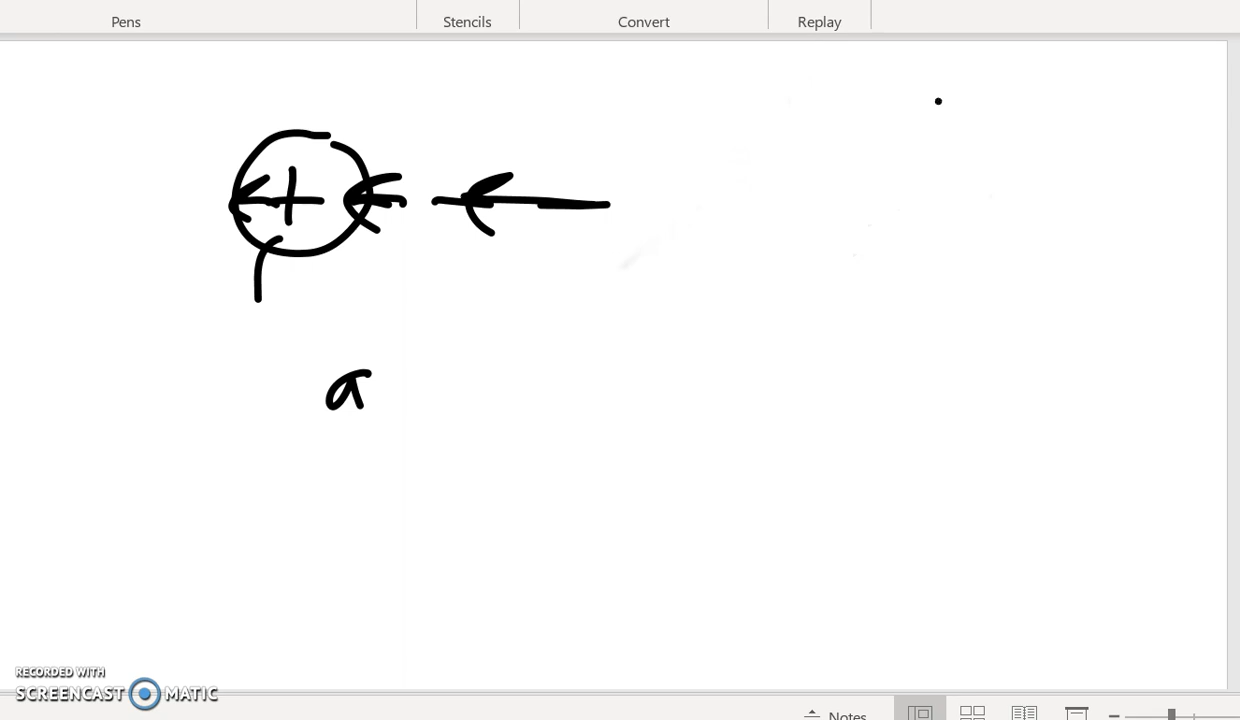 Pens Stencils Convert Replay
+
a
RECORDED WITH
SCREENCAST MATIC
Notes